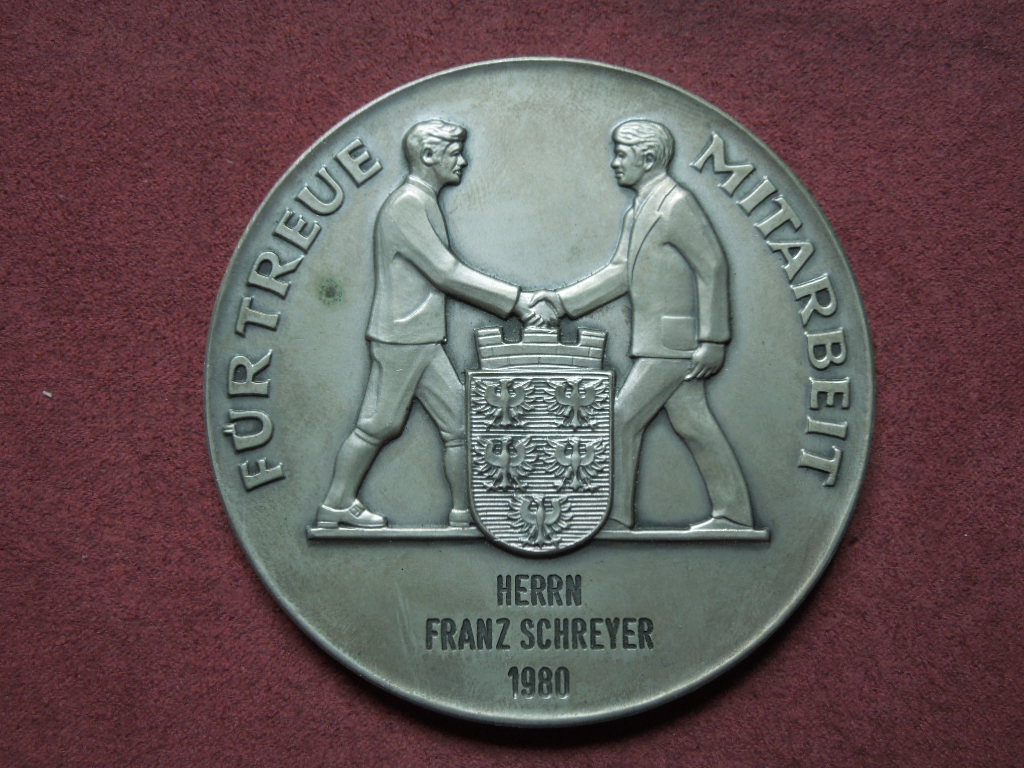 FÜR TREUE
MITARBEIT
HERRN
FRANZ SCHREYER
1980